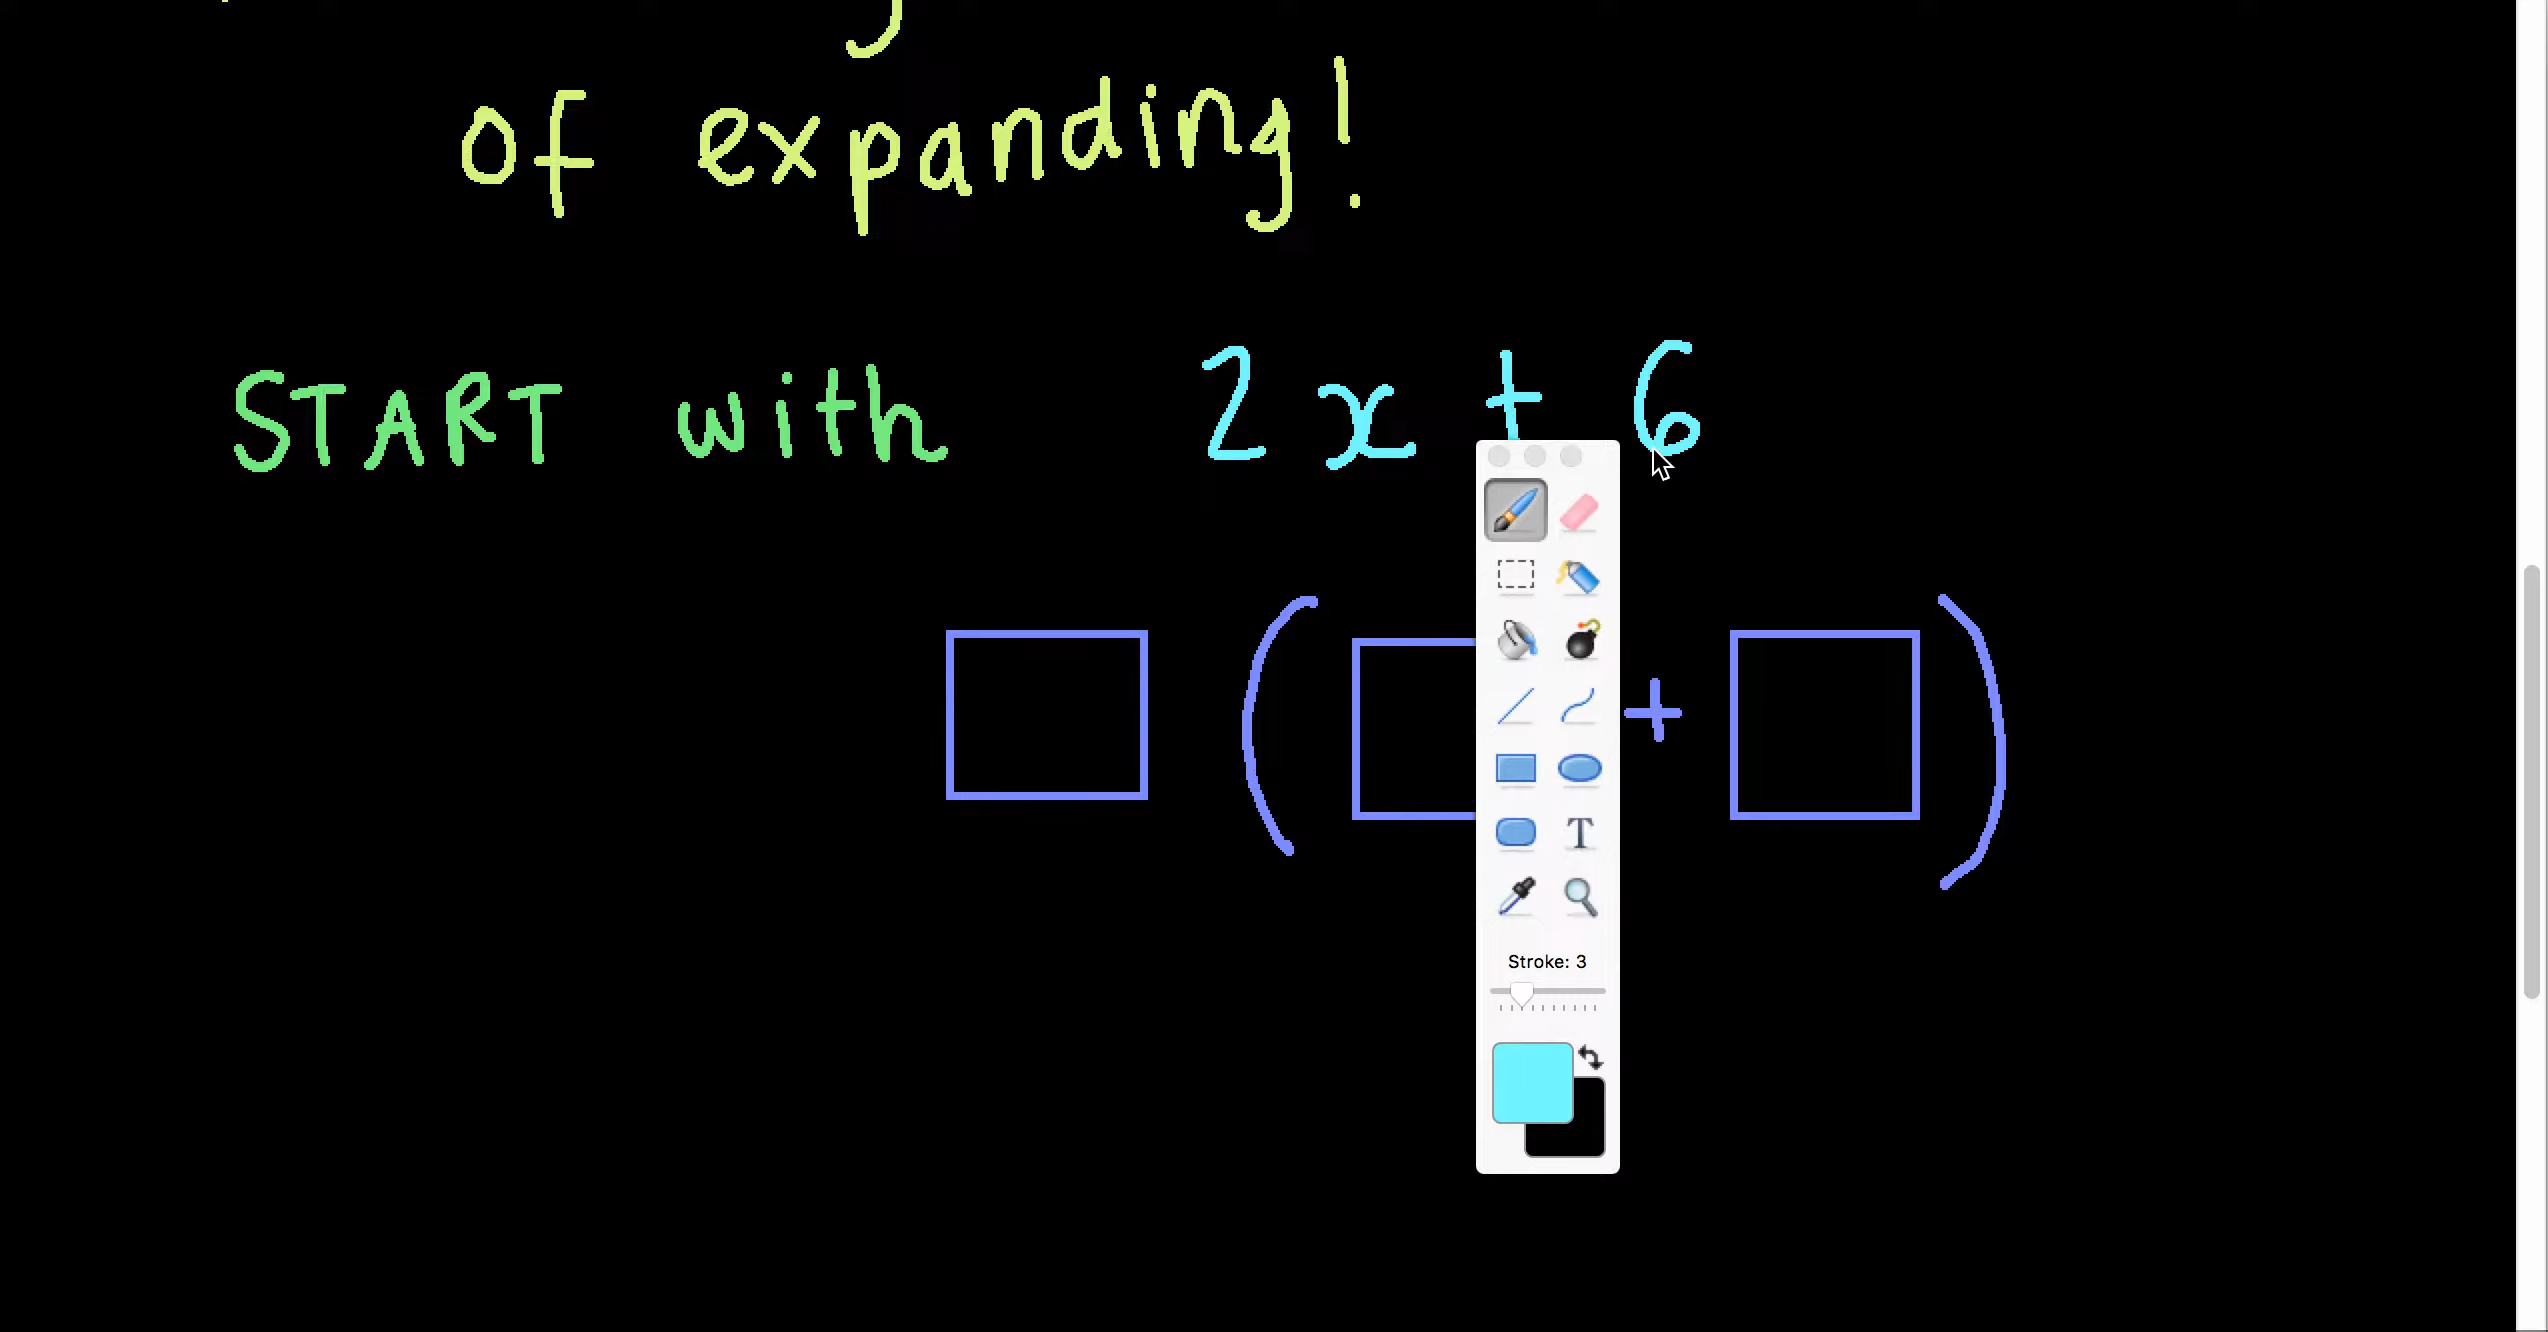 of expanding!
START with 2x + 6
( + )
T
Stroke: 3